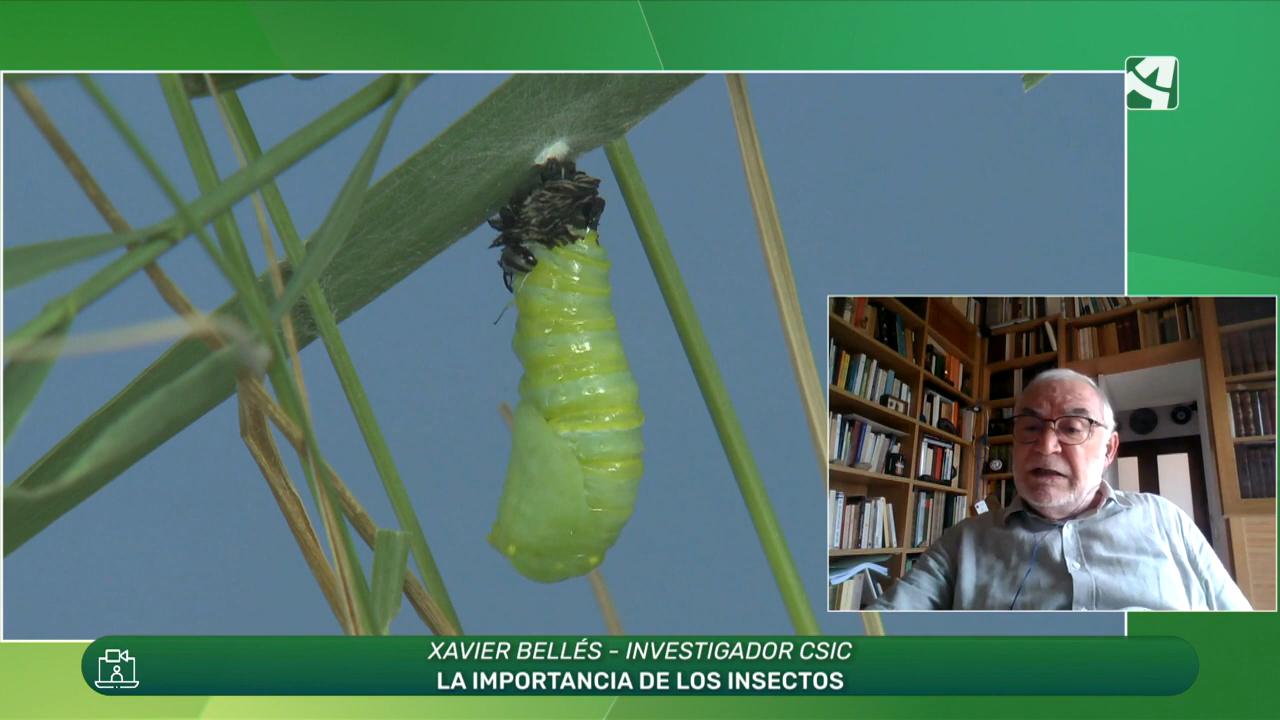 XAVIER BELLÉS - INVESTIGADOR CSIC
LA IMPORTANCIA DE LOS INSECTOS